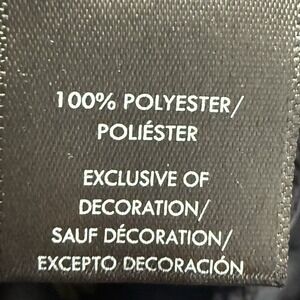 100% POLYESTER/
POLIÉSTER
EXCLUSIVE OF
DECORATION/
SAUF DÉCORATION/
EXCEPTO DECORACIÓN